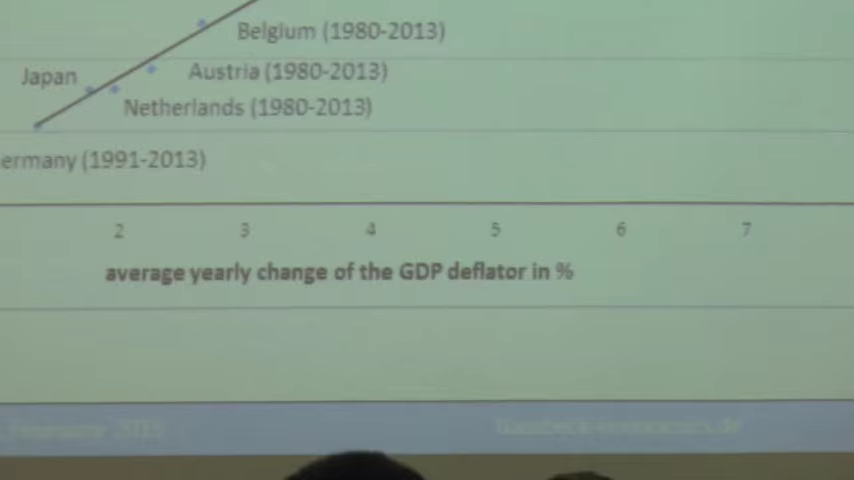 Belgium (1980-2013)
Japan
Austria (1980-2013)
Netherlands (1980-2013)
ermany (1991-2013)
2 3 4 5 6 7
average yearly change of the GDP deflator in %